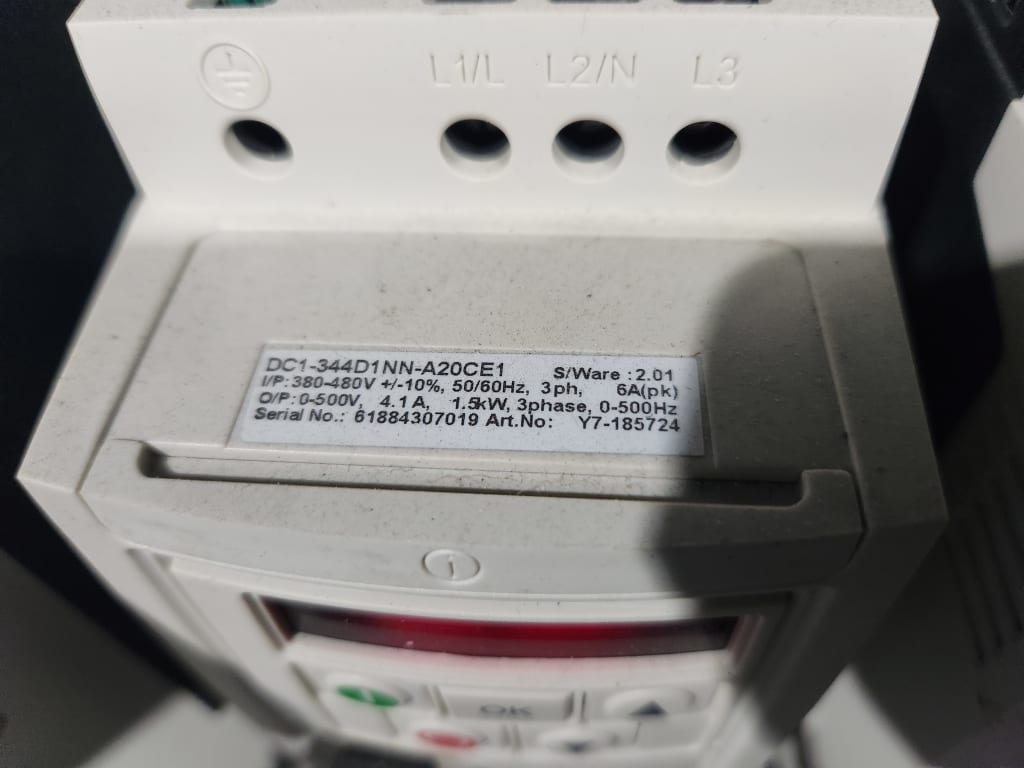 L1/L L2/N L3
DC1-344D1NN-A20CE1 S/Ware : 2.01
I/P: 380-480V +/-10%, 50/60Hz, 3ph, 6A(pk)
O/P: 0-500V, 4.1 A, 1.5kW, 3phase, 0-500Hz
Serial No.: 61884307019 Art.No: Y7-185724
i
OK